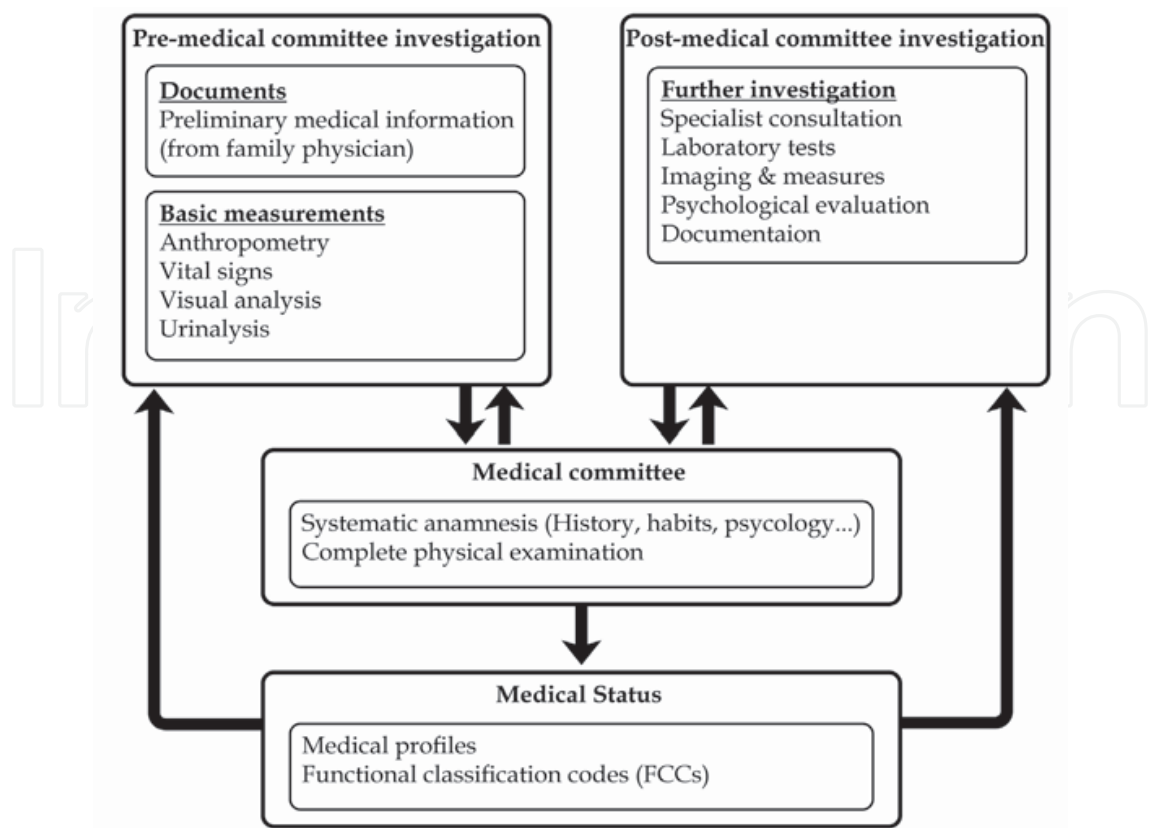 Pre-medical committee investigation
Documents
Preliminary medical information
(from family physician)
Basic measurements
Anthropometry
Vital signs
Visual analysis
Urinalysis
Post-medical committee investigation
Further investigation
Specialist consultation
Laboratory tests
Imaging & measures
Psychological evaluation
Documentaion
Medical committee
Systematic anamnesis (History, habits, psycology...)
Complete physical examination
Medical Status
Medical profiles
Functional classification codes (FCCs)